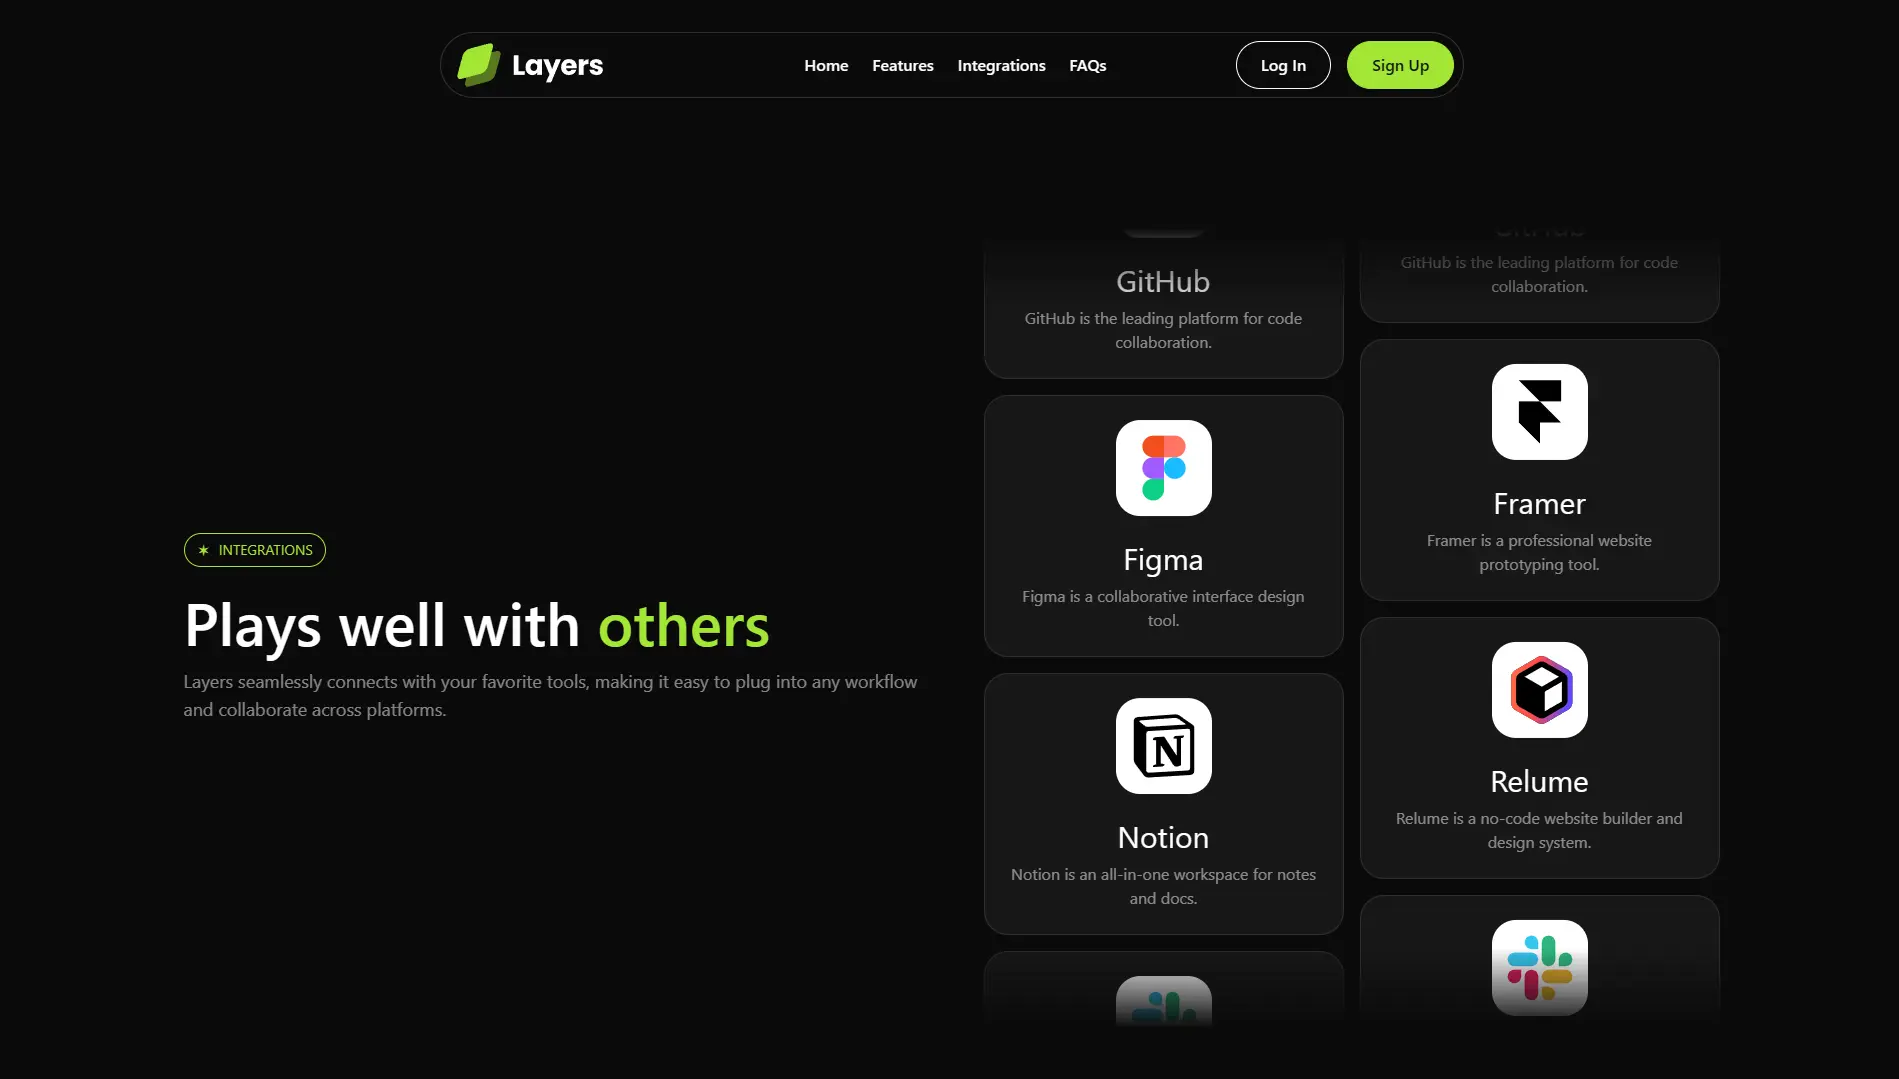 Layers
Home
Features
Integrations
FAQs
Log In
Sign Up
INTEGRATIONS
Plays well with others
Layers seamlessly connects with your favorite tools, making it easy to plug into any workflow
and collaborate across platforms.
GitHub
GitHub is the leading platform for code
collaboration.
Figma
Figma is a collaborative interface design
tool.
N
Notion
Notion is an all-in-one workspace for notes
and docs.
GitHub
GitHub is the leading platform for code
collaboration.
Framer
Framer is a professional website
prototyping tool.
Relume
Relume is a no-code website builder and
design system.